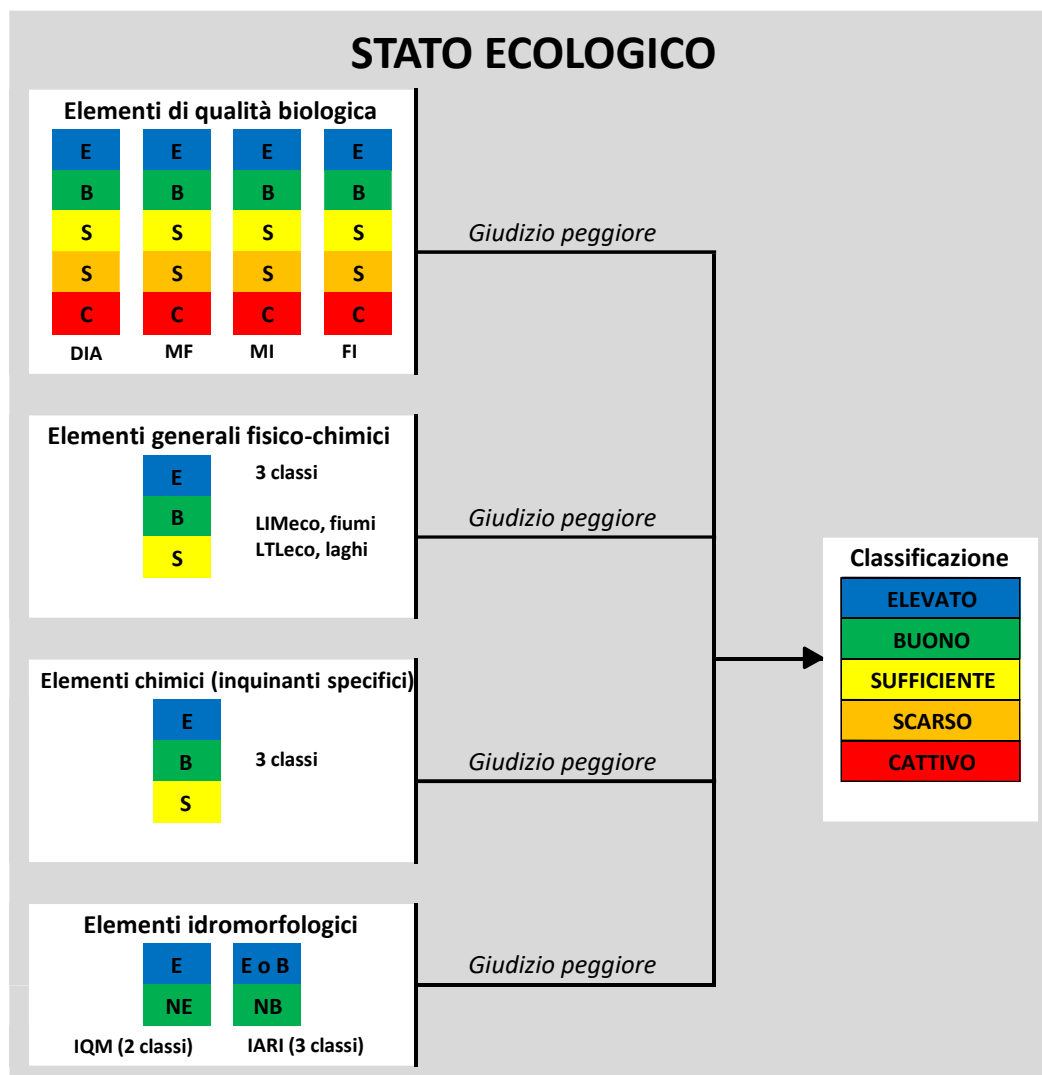 STATO ECOLOGICO
Elementi di qualità biologica
E E E E
B B B B
S S S S
S S S S
C C C C
DIA MF MI FI
Giudizio peggiore
Elementi generali fisico-chimici
E
B
S
3 classi
LIMeco, fiumi
LTLeco, laghi
Giudizio peggiore
Elementi chimici (inquinanti specifici)
E
B
S
3 classi
Giudizio peggiore
Elementi idromorfologici
E E o B
NE NB
IQM (2 classi) IARI (3 classi)
Giudizio peggiore
Classificazione
ELEVATO
BUONO
SUFFICIENTE
SCARSO
CATTIVO